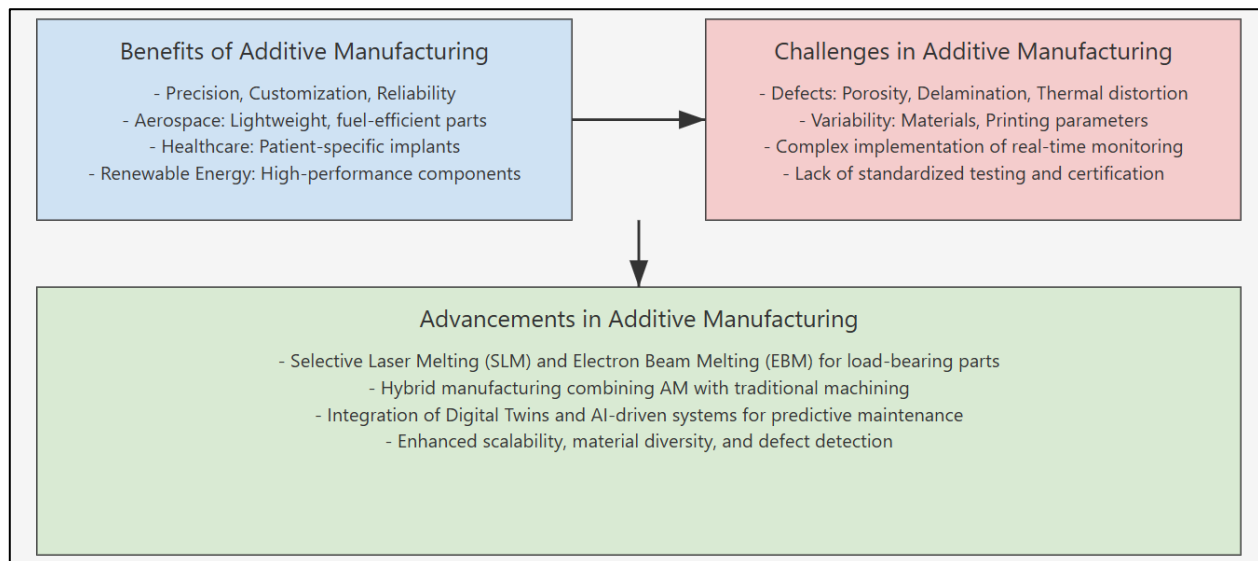 Benefits of Additive Manufacturing
- Precision, Customization, Reliability
- Aerospace: Lightweight, fuel-efficient parts
- Healthcare: Patient-specific implants
- Renewable Energy: High-performance components
Challenges in Additive Manufacturing
- Defects: Porosity, Delamination, Thermal distortion
- Variability: Materials, Printing parameters
- Complex implementation of real-time monitoring
- Lack of standardized testing and certification
Advancements in Additive Manufacturing
- Selective Laser Melting (SLM) and Electron Beam Melting (EBM) for load-bearing parts
- Hybrid manufacturing combining AM with traditional machining
- Integration of Digital Twins and AI-driven systems for predictive maintenance
- Enhanced scalability, material diversity, and defect detection